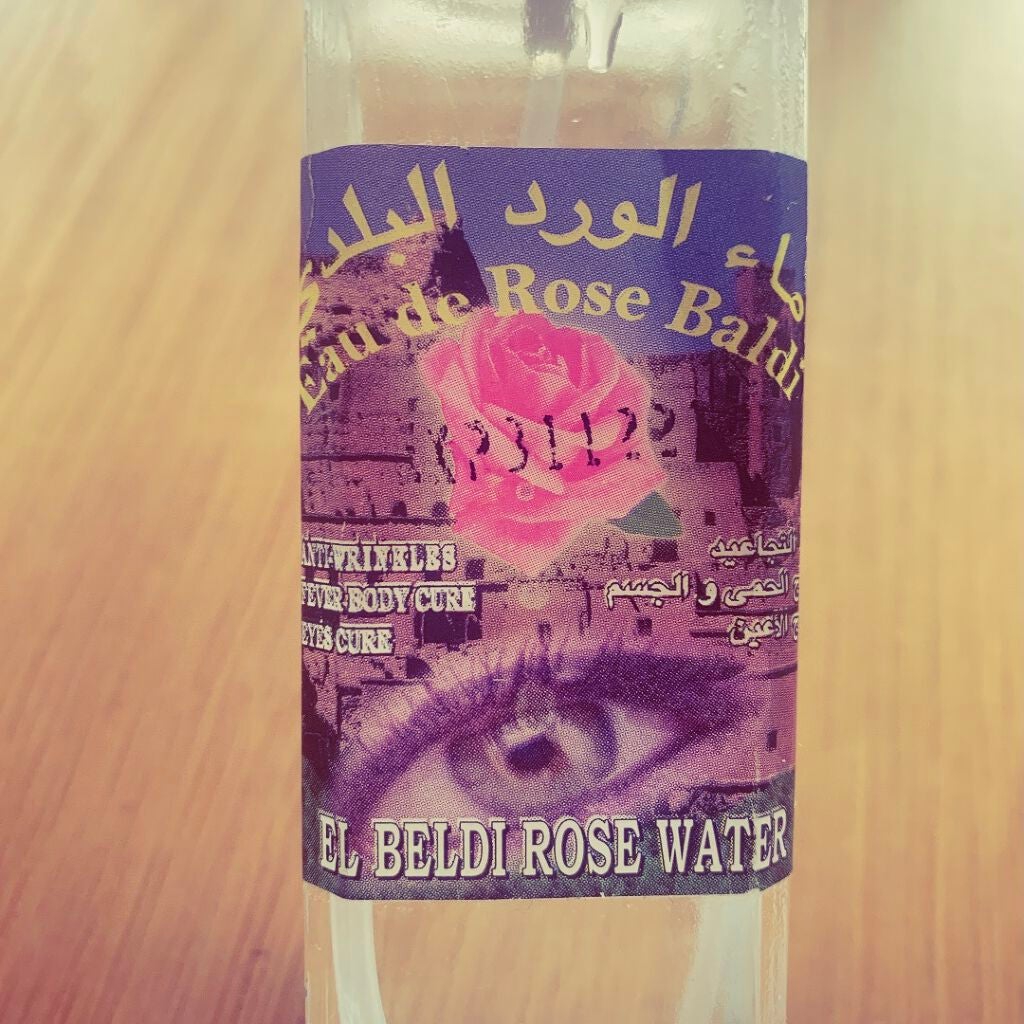 ماء الورد البلدي
Eau de Rose Baldi
231122
ANTI-WRINKLES
FEVER BODY CURE
EYES CURE
التجاعيد
الحمى و الجسم
الأعين
EL BELDI ROSE WATER